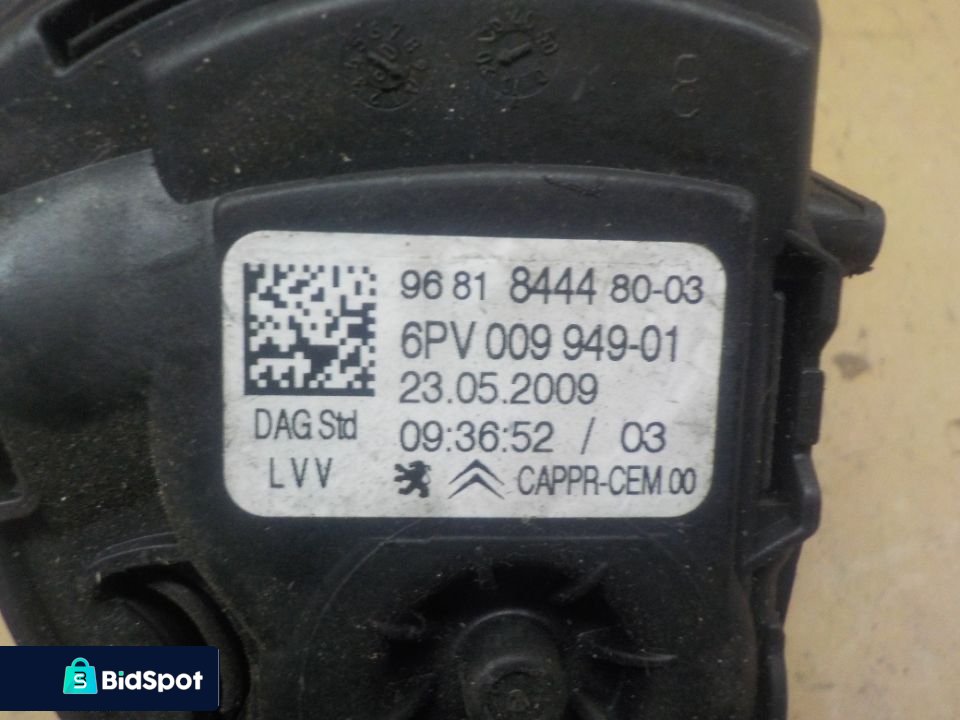 8
96 81 8444 80-03
6PV 009 949-01
23.05.2009
DAG Std
09:36:52 / 03
LVV
CAPPR-CEM 00
BidSpot